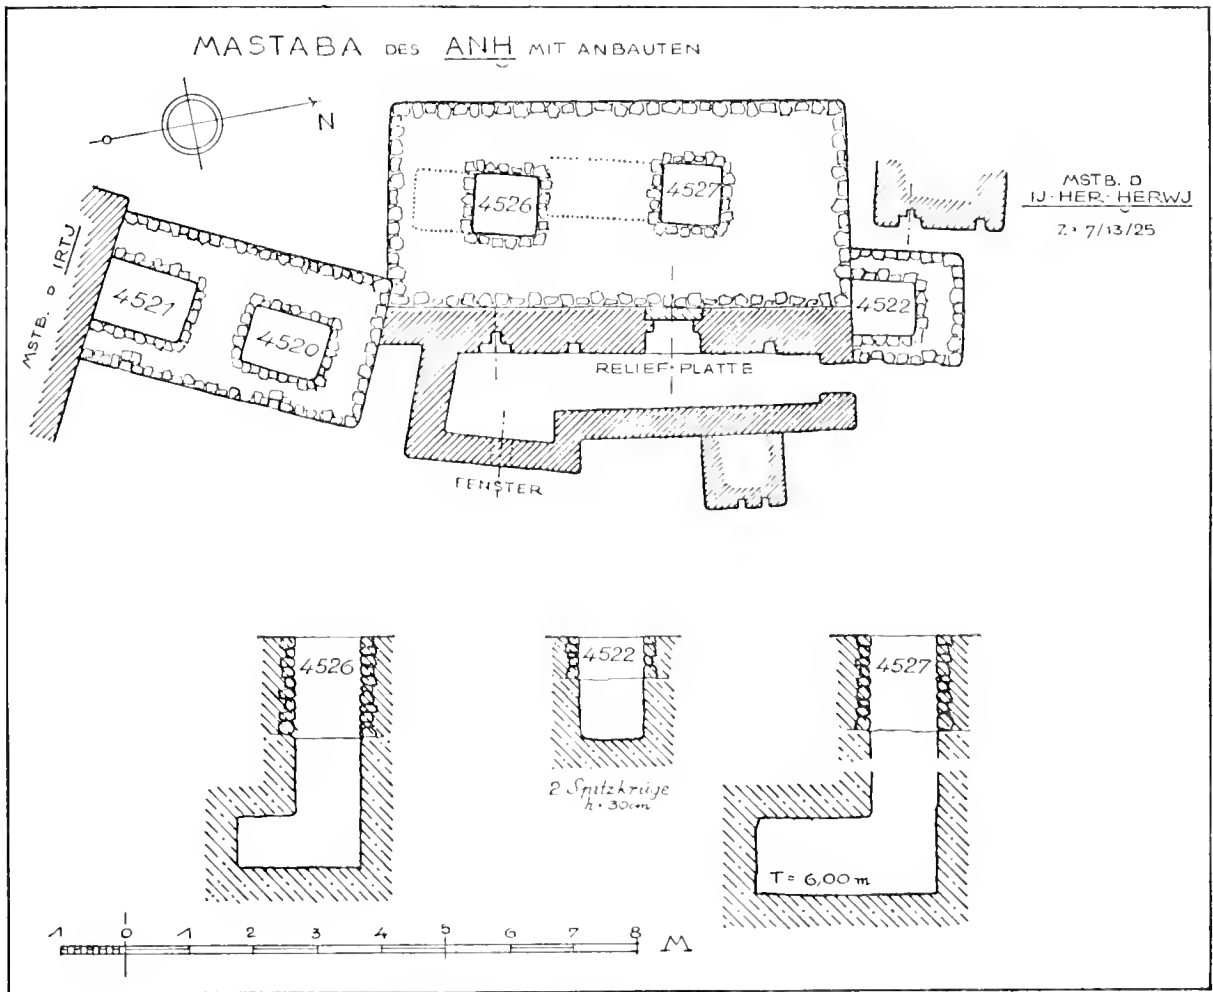 MASTABA DES ANḪ MIT ANBAUTEN
N
4526
4527
MSTB. D
IJ-HER-HERWJ
Z. 7/13/25
MSTB. D IRTJ
4521
4520
4522
RELIEF-PLATTE
FENSTER
4526
4522
4527
2 Spitzkrüge
h. 30cm
T = 6,00 m
1 0 1 2 3 4 5 6 7 8 M